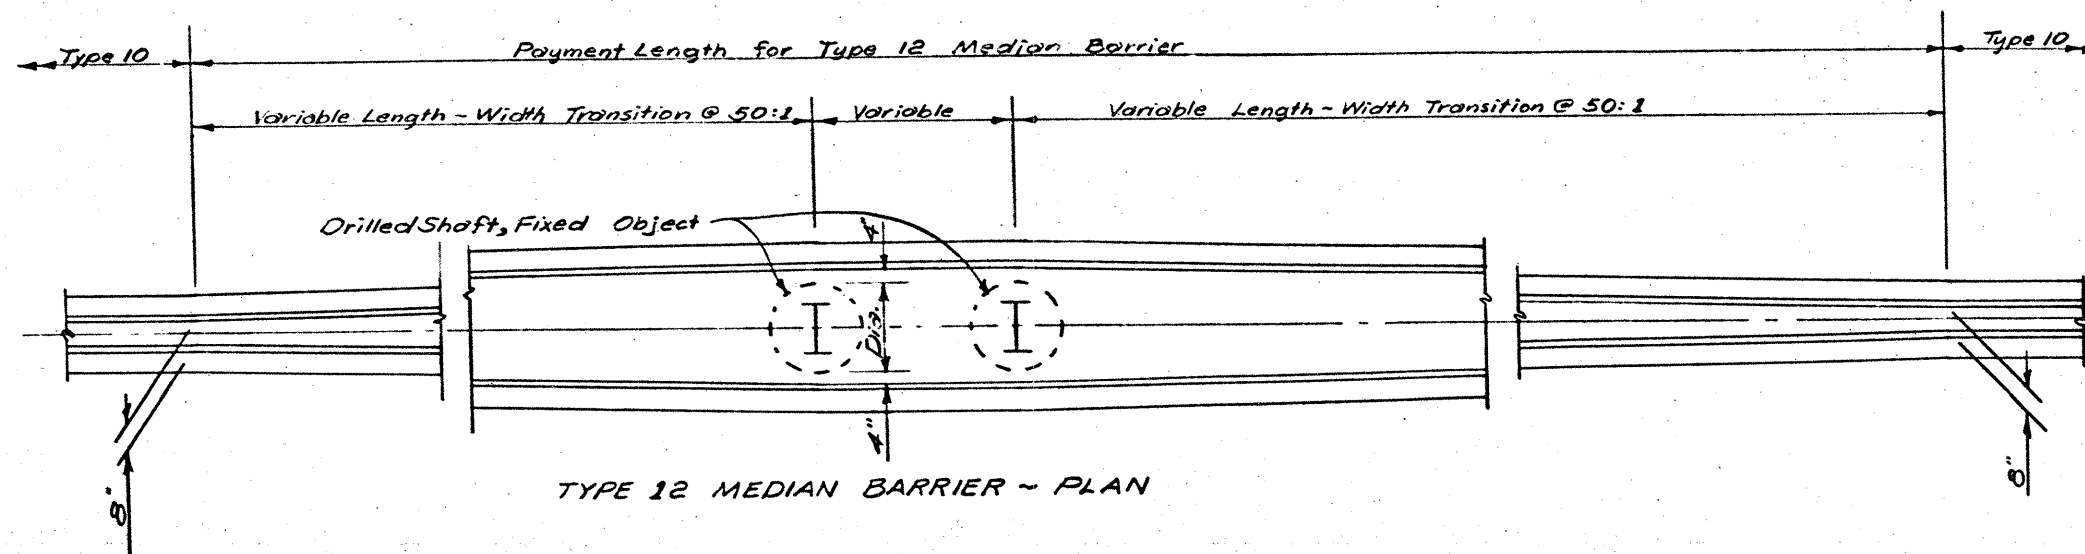 Type 10
Payment Length for Type 12 Median Barrier
Type 10
Variable Length ~ Width Transition @ 50:1
Variable
Variable Length ~ Width Transition @ 50:1
Drilled Shaft, Fixed Object
4"
Dia.
4"
8"
8"
TYPE 12 MEDIAN BARRIER ~ PLAN